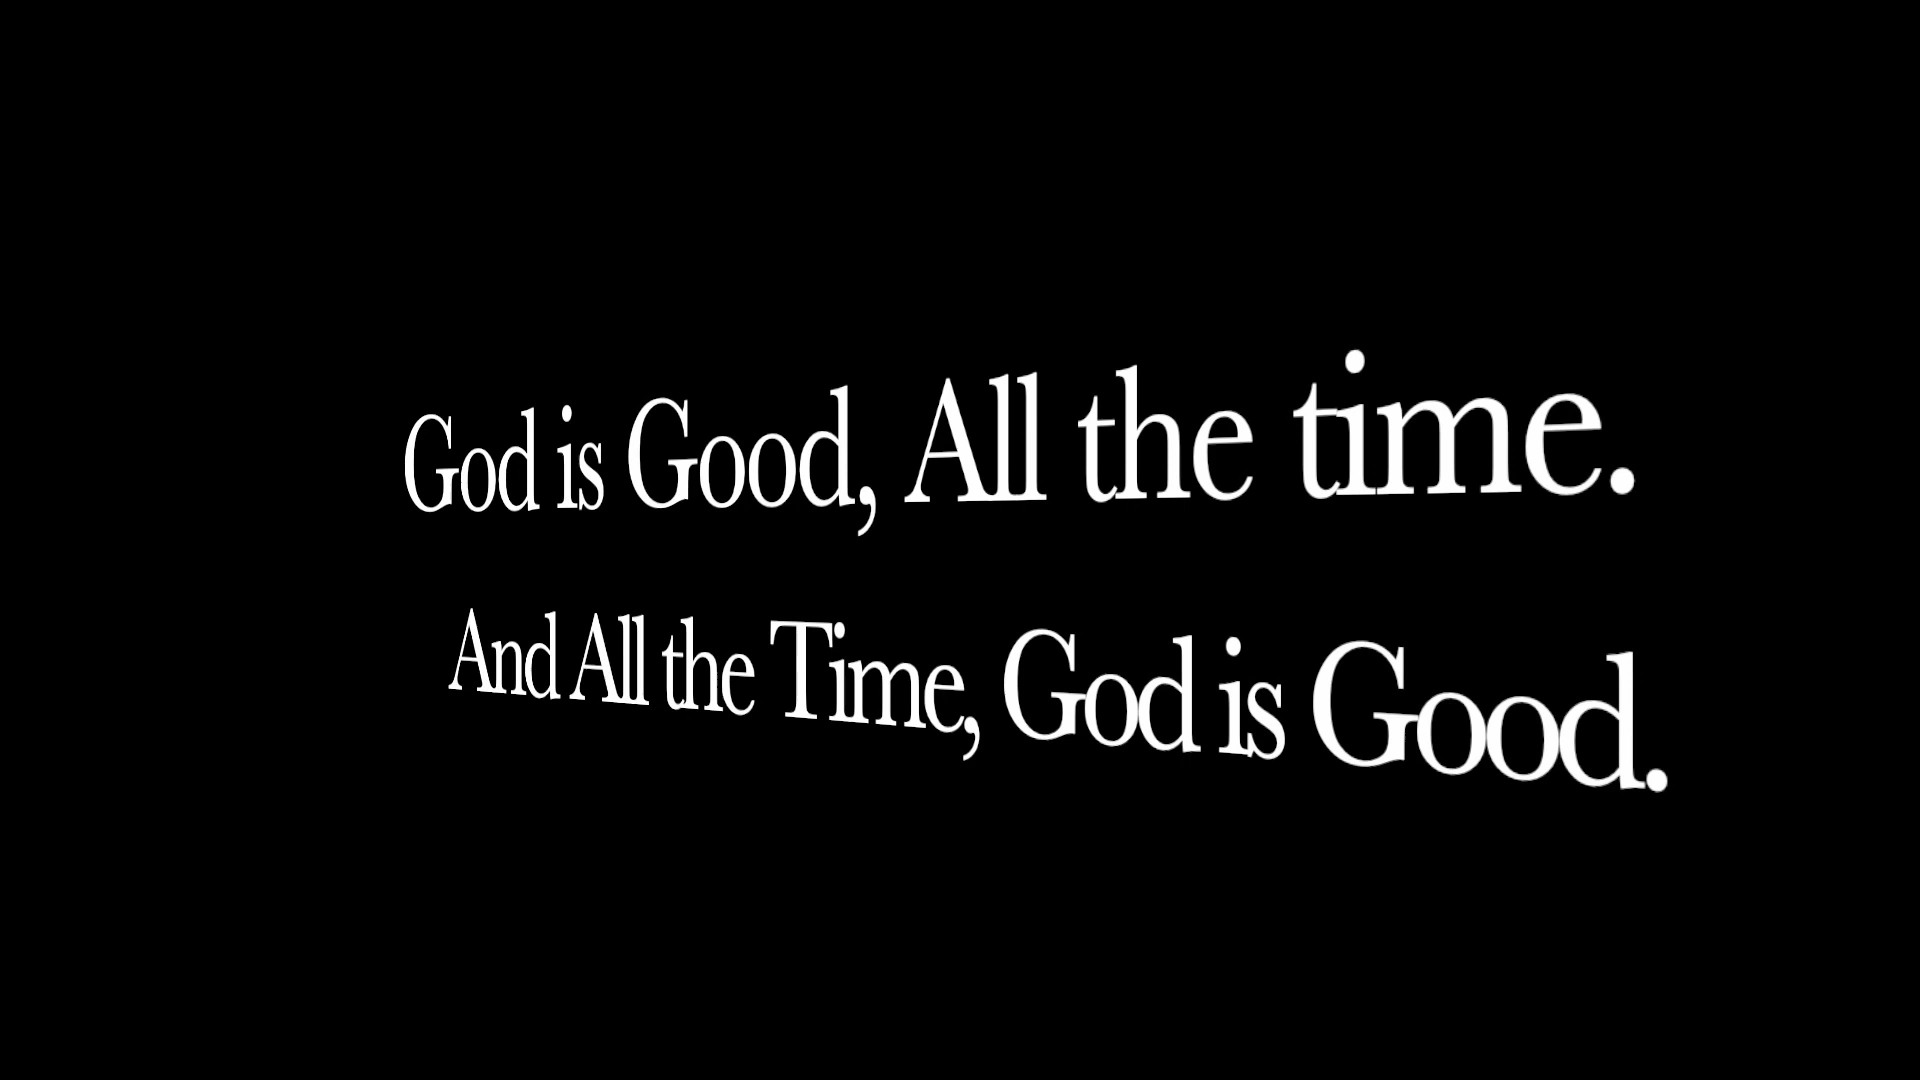 God is Good, All the time.
And All the Time, God is Good.